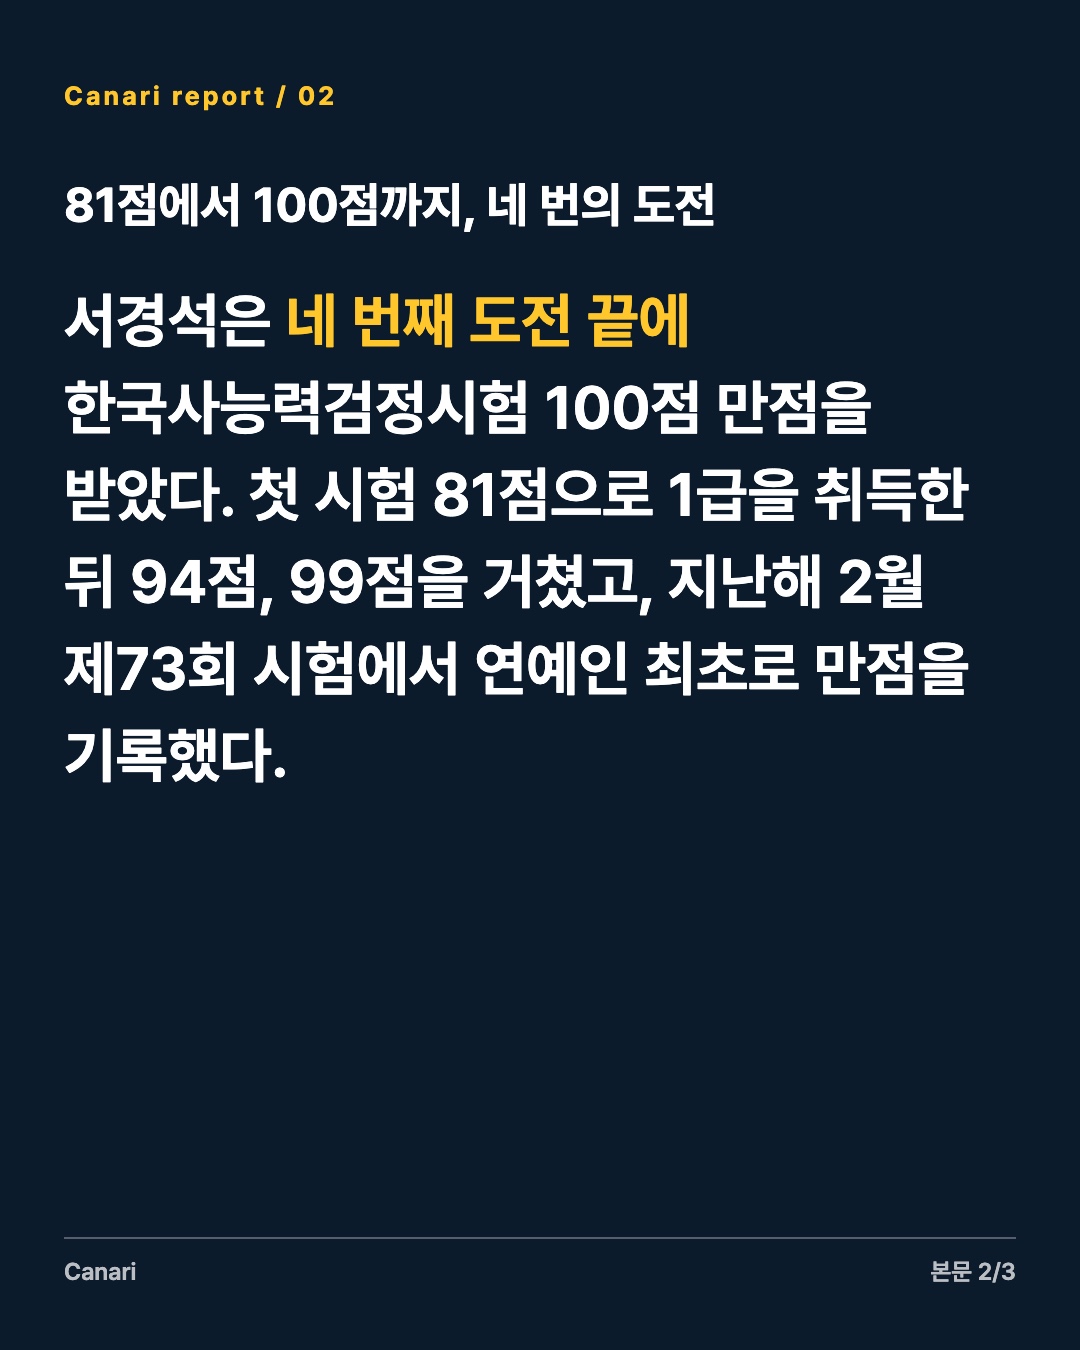 Canari report / 02
81점에서 100점까지, 네 번의 도전
서경석은 네 번째 도전 끝에
한국사능력검정시험 100점 만점을
받았다. 첫 시험 81점으로 1급을 취득한
뒤 94점, 99점을 거쳤고, 지난해 2월
제73회 시험에서 연예인 최초로 만점을
기록했다.
Canari
본문 2/3